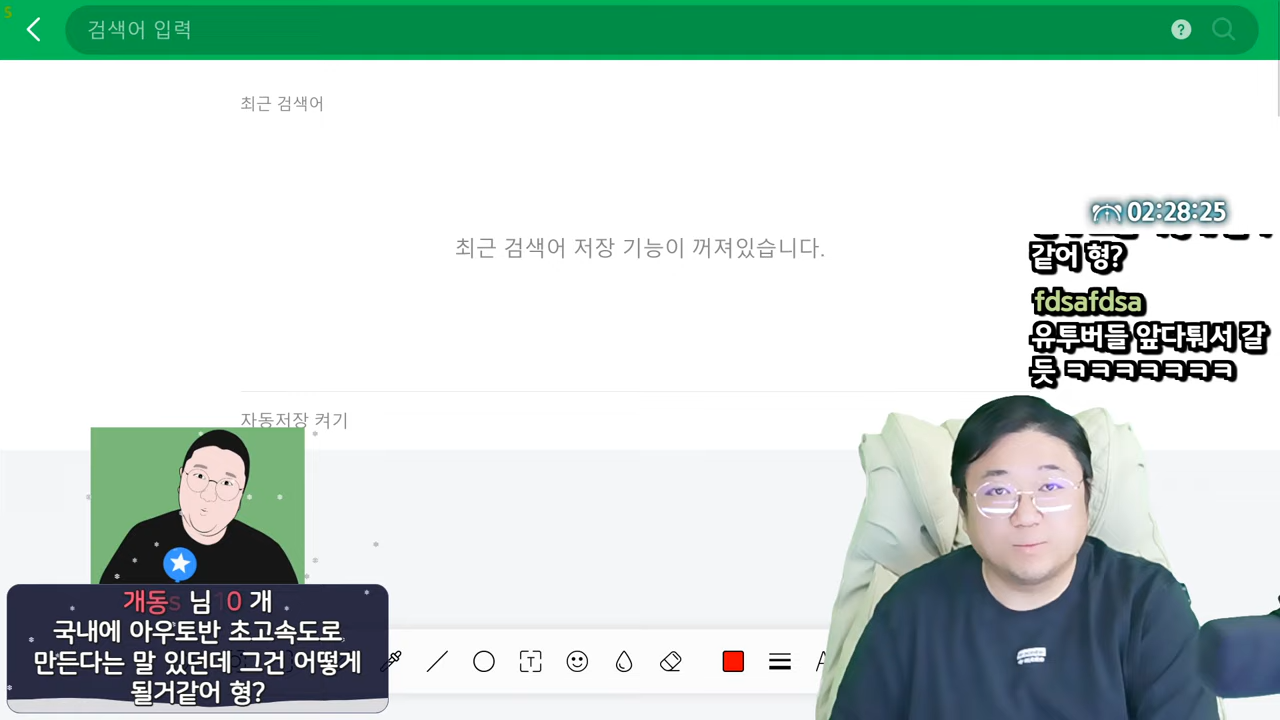 S
검색어 입력
?
최근 검색어
최근 검색어 저장 기능이 꺼져있습니다.
02:28:25
같어 형?
fdsafdsa
유투버들 앞다퉈서 갈
듯 ㅋㅋㅋㅋㅋㅋㅋ
자동저장 켜기
개동s 님 10 개
국내에 아우토반 초고속도로
만든다는 말 있던데 그건 어떻게
될거같어 형?
T